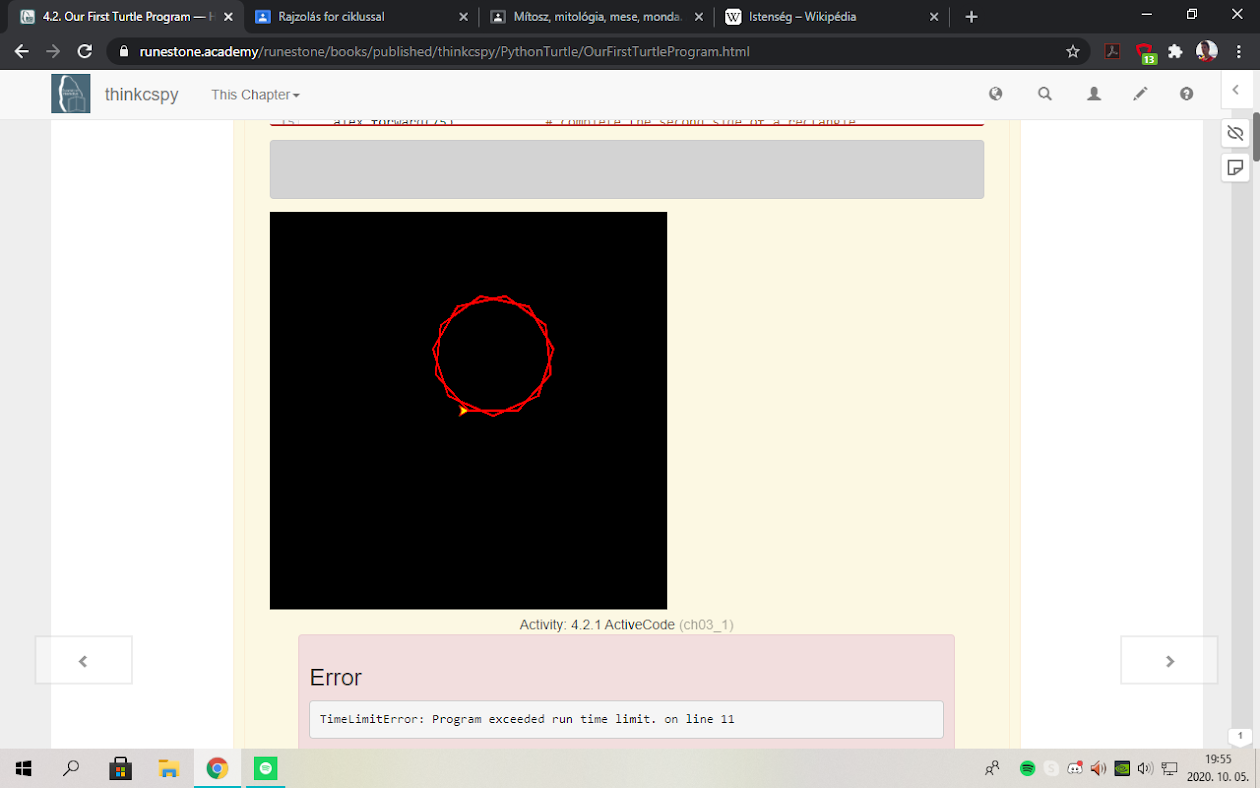 4.2. Our First Turtle Program — H
Rajzolás for ciklussal
Mítosz, mitológia, mese, monda.
Istenség – Wikipédia
runestone.academy/runestone/books/published/thinkcspy/PythonTurtle/OurFirstTurtleProgram.html
13
thinkcspy
This Chapter
15 alex.forward(75) # complete the second side of a rectangle
Activity: 4.2.1 ActiveCode (ch03_1)
Error
TimeLimitError: Program exceeded run time limit. on line 11
1
19:55
2020. 10. 05.